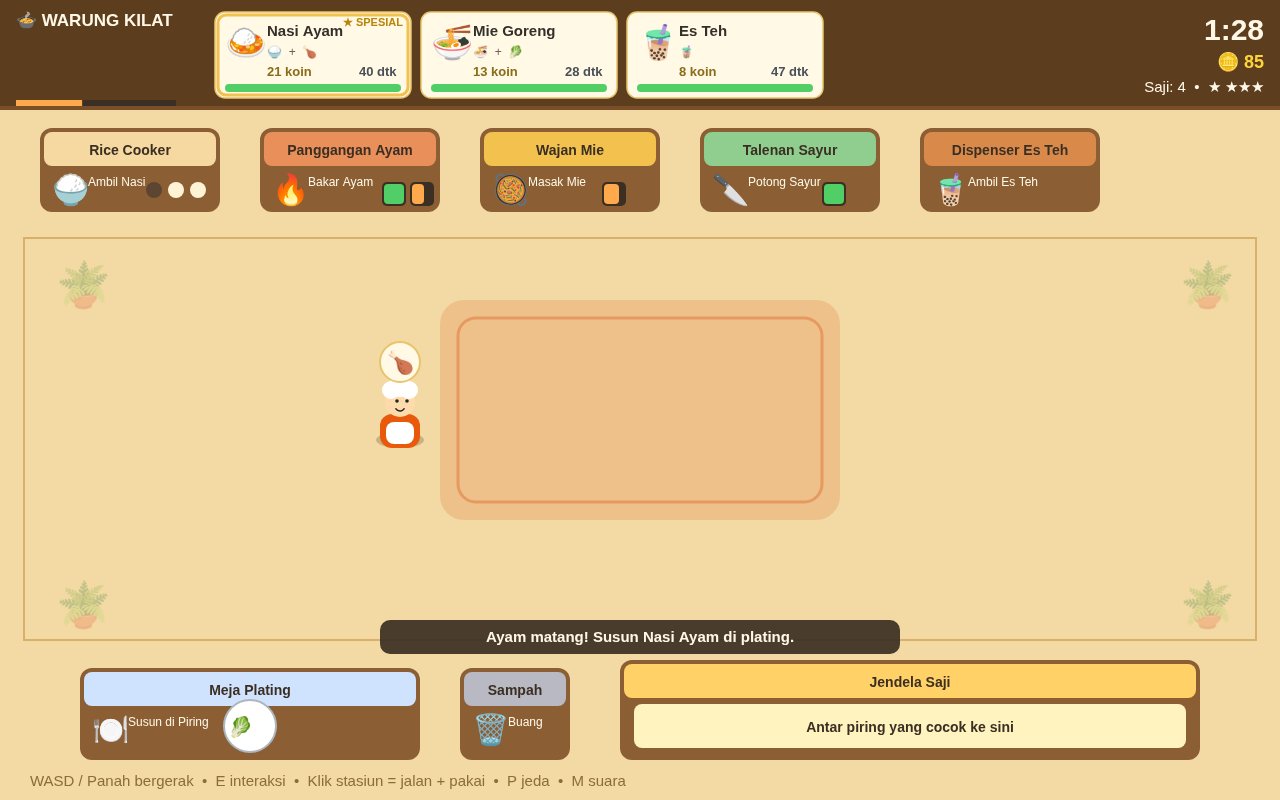 WARUNG KILAT
★ SPESIAL
Nasi Ayam
+
21 koin 40 dtk
Mie Goreng
+
13 koin 28 dtk
Es Teh
8 koin 47 dtk
1:28
85
Saji: 4 • ★ ★★★
Rice Cooker
Ambil Nasi
Panggangan Ayam
Bakar Ayam
Wajan Mie
Masak Mie
Talenan Sayur
Potong Sayur
Dispenser Es Teh
Ambil Es Teh
Ayam matang! Susun Nasi Ayam di plating.
Meja Plating
Susun di Piring
Sampah
Buang
Jendela Saji
Antar piring yang cocok ke sini
WASD / Panah bergerak • E interaksi • Klik stasiun = jalan + pakai • P jeda • M suara